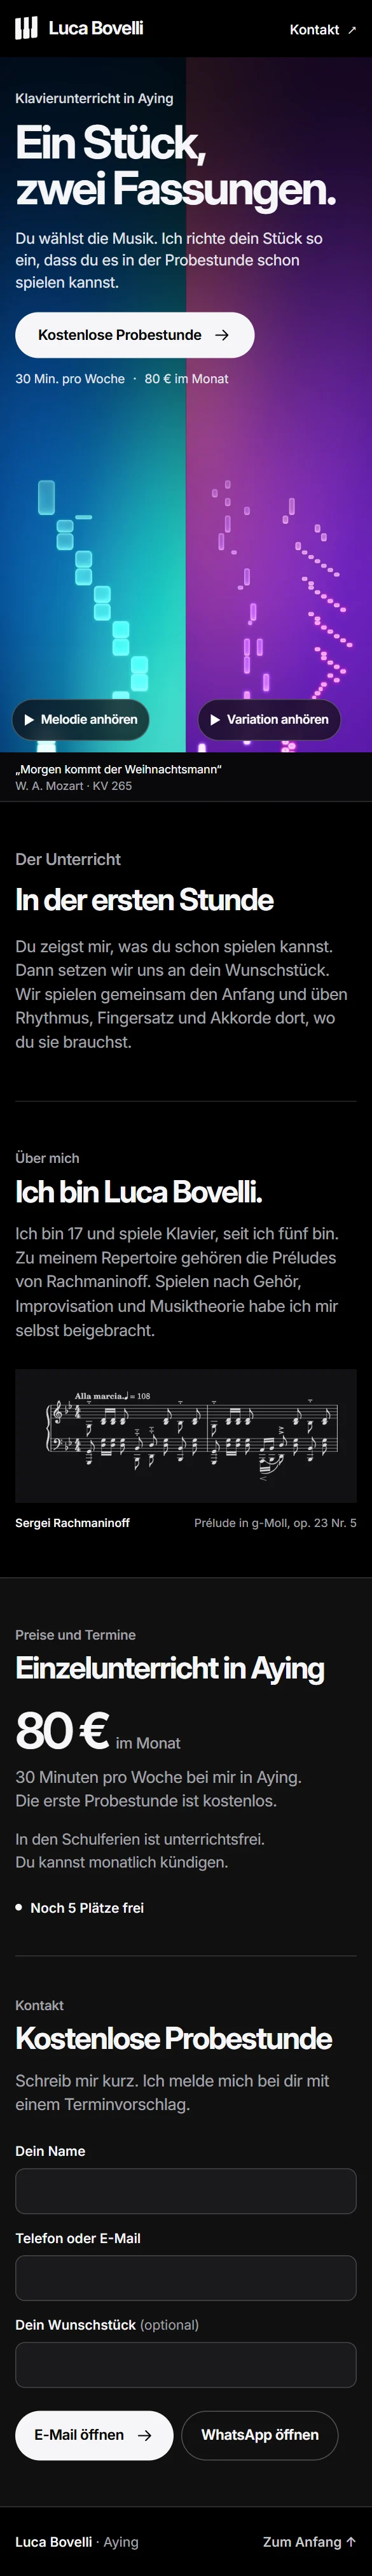 Luca Bovelli
Kontakt ↗
Klavierunterricht in Aying
Ein Stück,
zwei Fassungen.
Du wählst die Musik. Ich richte dein Stück so
ein, dass du es in der Probestunde schon
spielen kannst.
Kostenlose Probestunde →
30 Min. pro Woche · 80 € im Monat
Melodie anhören
Variation anhören
„Morgen kommt der Weihnachtsmann“
W. A. Mozart · KV 265
Der Unterricht
In der ersten Stunde
Du zeigst mir, was du schon spielen kannst.
Dann setzen wir uns an dein Wunschstück.
Wir spielen gemeinsam den Anfang und üben
Rhythmus, Fingersatz und Akkorde dort, wo
du sie brauchst.
Über mich
Ich bin Luca Bovelli.
Ich bin 17 und spiele Klavier, seit ich fünf bin.
Zu meinem Repertoire gehören die Préludes
von Rachmaninoff. Spielen nach Gehör,
Improvisation und Musiktheorie habe ich mir
selbst beigebracht.
Alla marcia. ♩ = 108
Sergei Rachmaninoff
Prélude in g-Moll, op. 23 Nr. 5
Preise und Termine
Einzelunterricht in Aying
80 € im Monat
30 Minuten pro Woche bei mir in Aying.
Die erste Probestunde ist kostenlos.
In den Schulferien ist unterrichtsfrei.
Du kannst monatlich kündigen.
Noch 5 Plätze frei
Kontakt
Kostenlose Probestunde
Schreib mir kurz. Ich melde mich bei dir mit
einem Terminvorschlag.
Dein Name
Telefon oder E-Mail
Dein Wunschstück (optional)
E-Mail öffnen →
WhatsApp öffnen
Luca Bovelli · Aying
Zum Anfang ↑